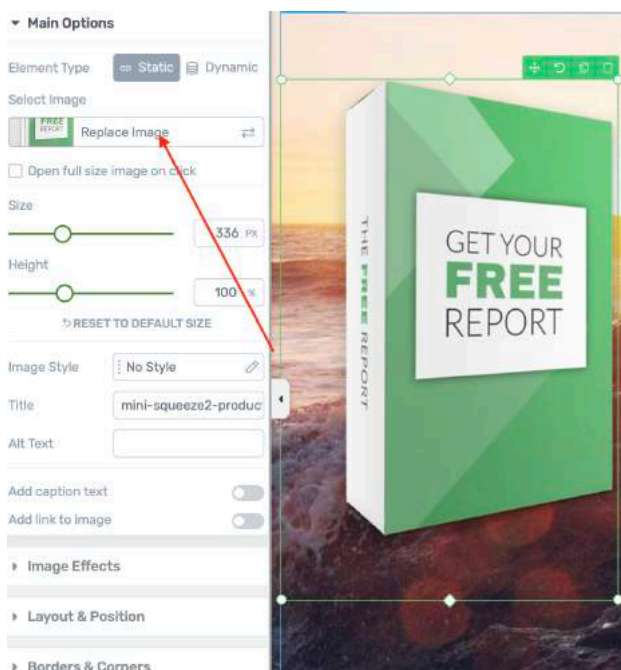 Main Options
Element Type Static Dynamic
Select Image
FREE
REPORT
Replace Image
Open full size image on click
Size
336 PX
Height
100 %
RESET TO DEFAULT SIZE
Image Style No Style
Title mini-squeeze2-produc
Alt Text
Add caption text
Add link to image
Image Effects
Layout & Position
Borders & Corners
THE FREE REPORT
GET YOUR
FREE
REPORT